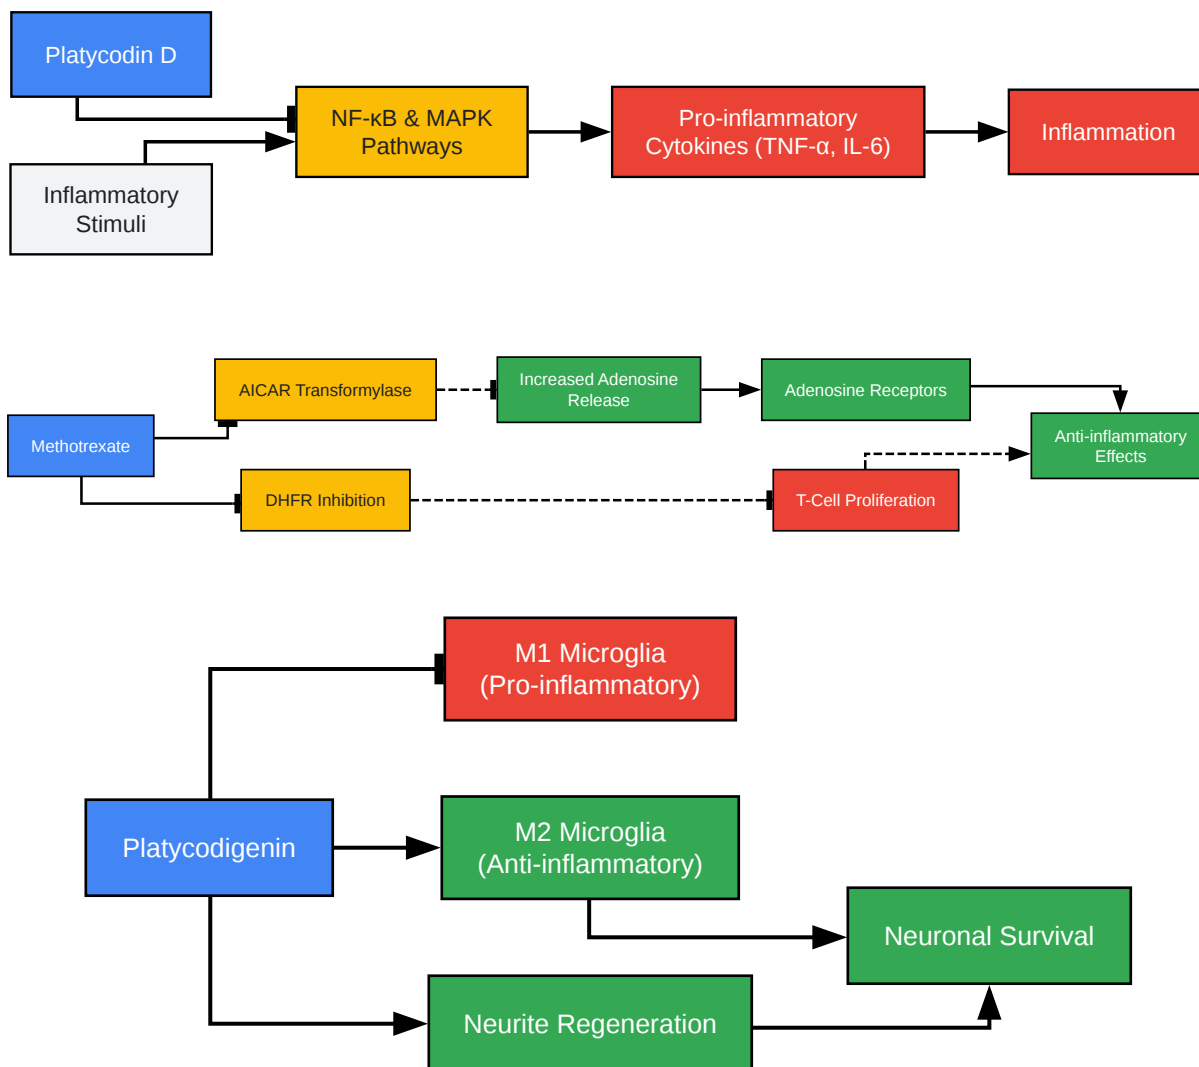 Platycodin D
NF-κB & MAPK
Pathways
Pro-inflammatory
Cytokines (TNF-α, IL-6)
Inflammation
Inflammatory
Stimuli
AICAR Transformylase
Increased Adenosine
Release
Adenosine Receptors
Methotrexate
Anti-inflammatory
Effects
DHFR Inhibition
T-Cell Proliferation
M1 Microglia
(Pro-inflammatory)
Platycodigenin
M2 Microglia
(Anti-inflammatory)
Neuronal Survival
Neurite Regeneration